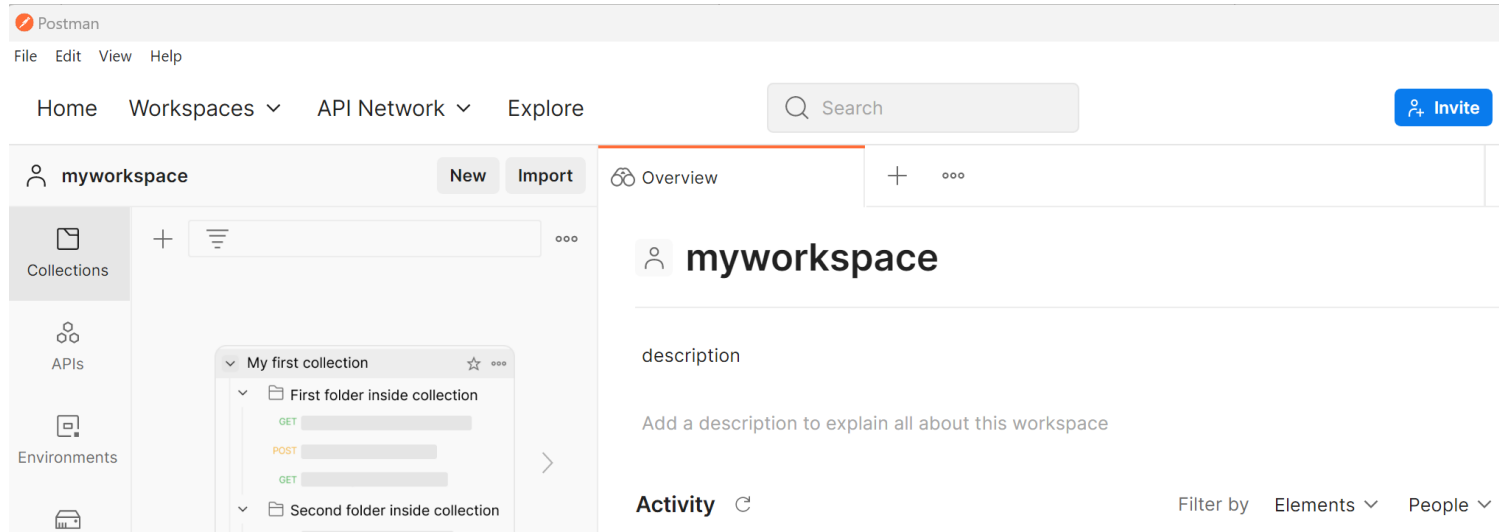 Postman
File Edit View Help
Home Workspaces API Network Explore Search Invite
myworkspace New Import
Overview
Collections
APIs
Environments
My first collection
First folder inside collection
GET
POST
GET
Second folder inside collection
myworkspace
description
Add a description to explain all about this workspace
Activity Filter by Elements People